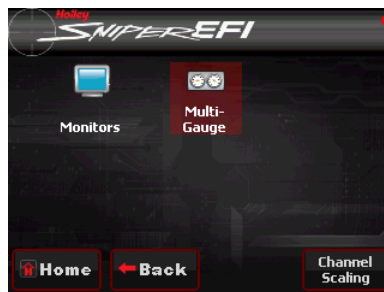 Holley
SNIPER EFI
Monitors
Multi-
Gauge
Home
Back
Channel
Scaling